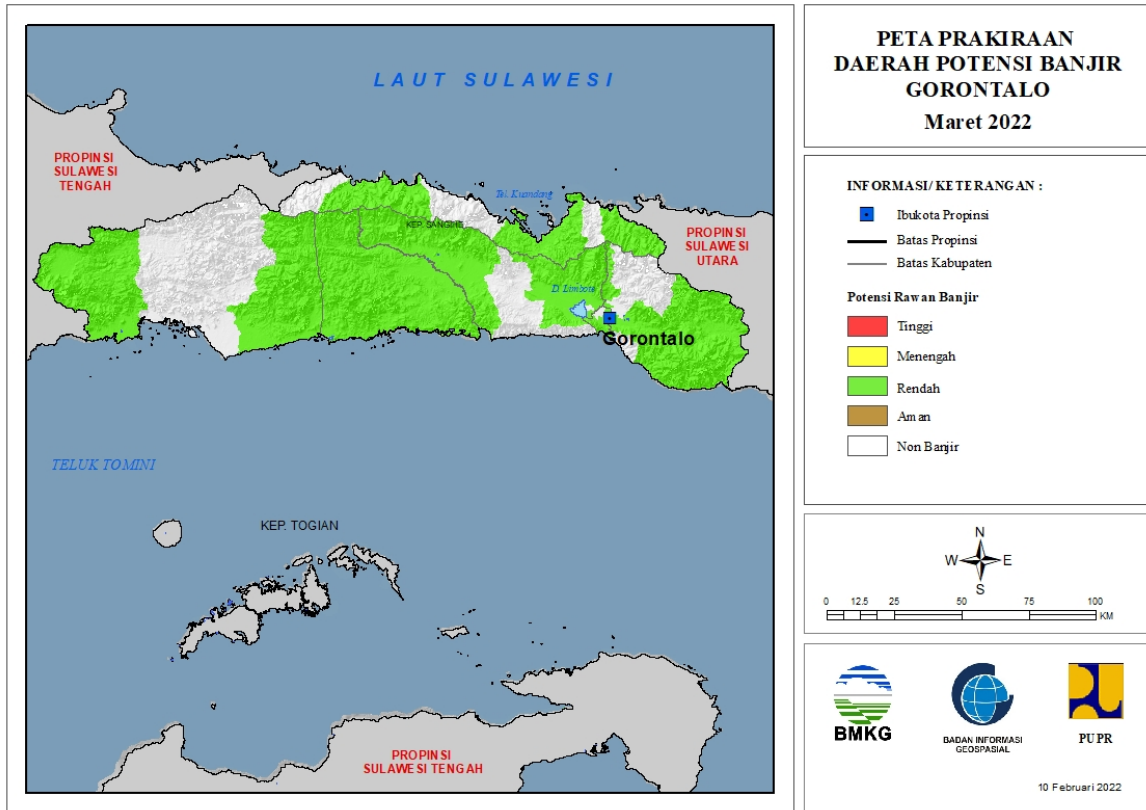 LAUT SULAWESI
PROPINSI
SULAWESI
TENGAH
Tel. Kuandang
KEP. SANGIHE
PROPINSI
SULAWESI
UTARA
D. Limboto
Gorontalo
TELUK TOMINI
KEP. TOGIAN
PROPINSI
SULAWESI TENGAH
PETA PRAKIRAAN
DAERAH POTENSI BANJIR
GORONTALO
Maret 2022
INFORMASI/ KETERANGAN :
Ibukota Propinsi
Batas Propinsi
Batas Kabupaten
Potensi Rawan Banjir
Tinggi
Menengah
Rendah
Aman
Non Banjir
N
W E
S
0 12.5 25 50 75 100
KM
BMKG
BADAN INFORMASI
GEOSPASIAL
PUPR
10 Februari 2022